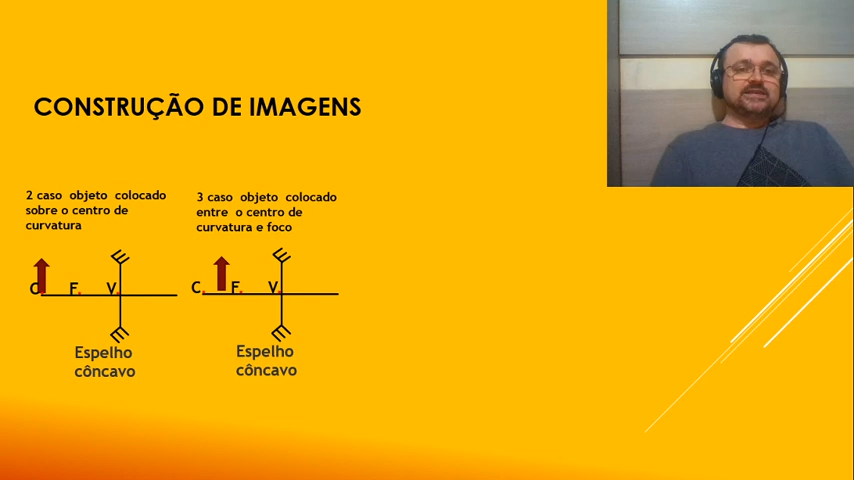 CONSTRUÇÃO DE IMAGENS
2 caso objeto colocado
sobre o centro de
curvatura
C F. V.
Espelho
côncavo
3 caso objeto colocado
entre o centro de
curvatura e foco
C. F. V.
Espelho
côncavo